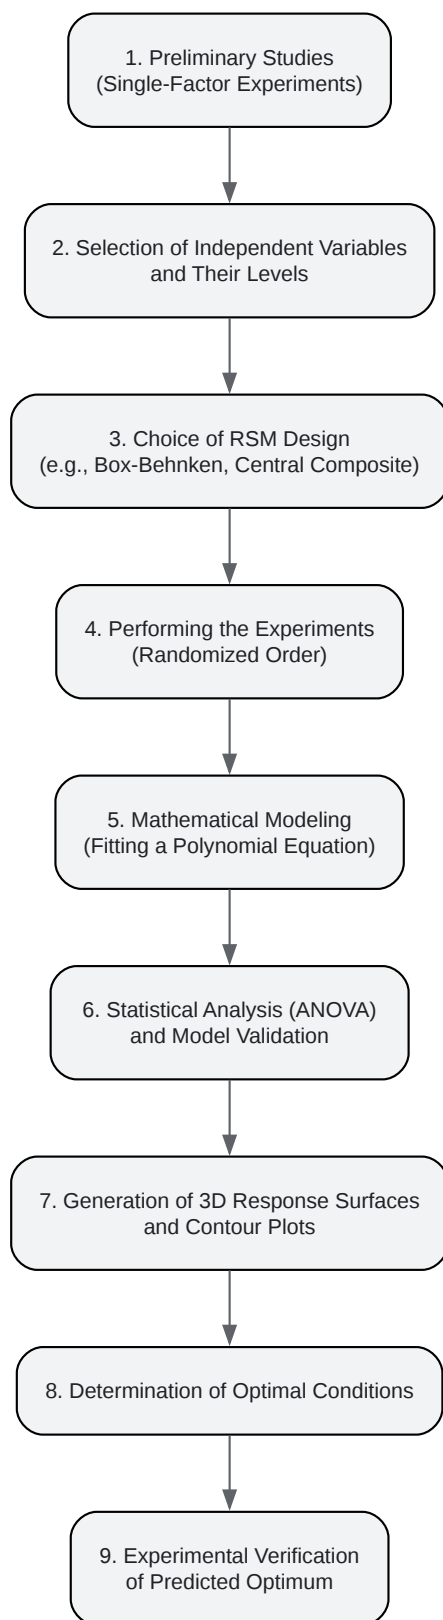 1. Preliminary Studies
(Single-Factor Experiments)
2. Selection of Independent Variables
and Their Levels
3. Choice of RSM Design
(e.g., Box-Behnken, Central Composite)
4. Performing the Experiments
(Randomized Order)
5. Mathematical Modeling
(Fitting a Polynomial Equation)
6. Statistical Analysis (ANOVA)
and Model Validation
7. Generation of 3D Response Surfaces
and Contour Plots
8. Determination of Optimal Conditions
9. Experimental Verification
of Predicted Optimum